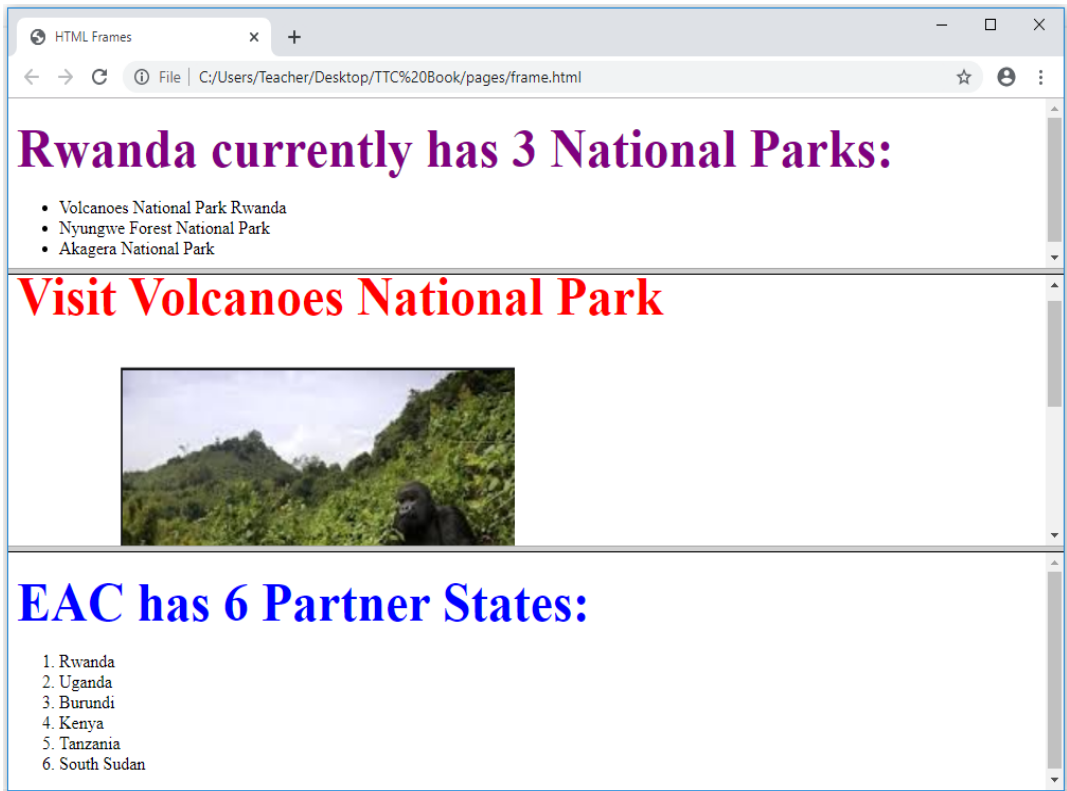 HTML Frames
File C:/Users/Teacher/Desktop/TTC%20Book/pages/frame.html
Rwanda currently has 3 National Parks:
• Volcanoes National Park Rwanda
• Nyungwe Forest National Park
• Akagera National Park
Visit Volcanoes National Park
EAC has 6 Partner States:
1. Rwanda
2. Uganda
3. Burundi
4. Kenya
5. Tanzania
6. South Sudan